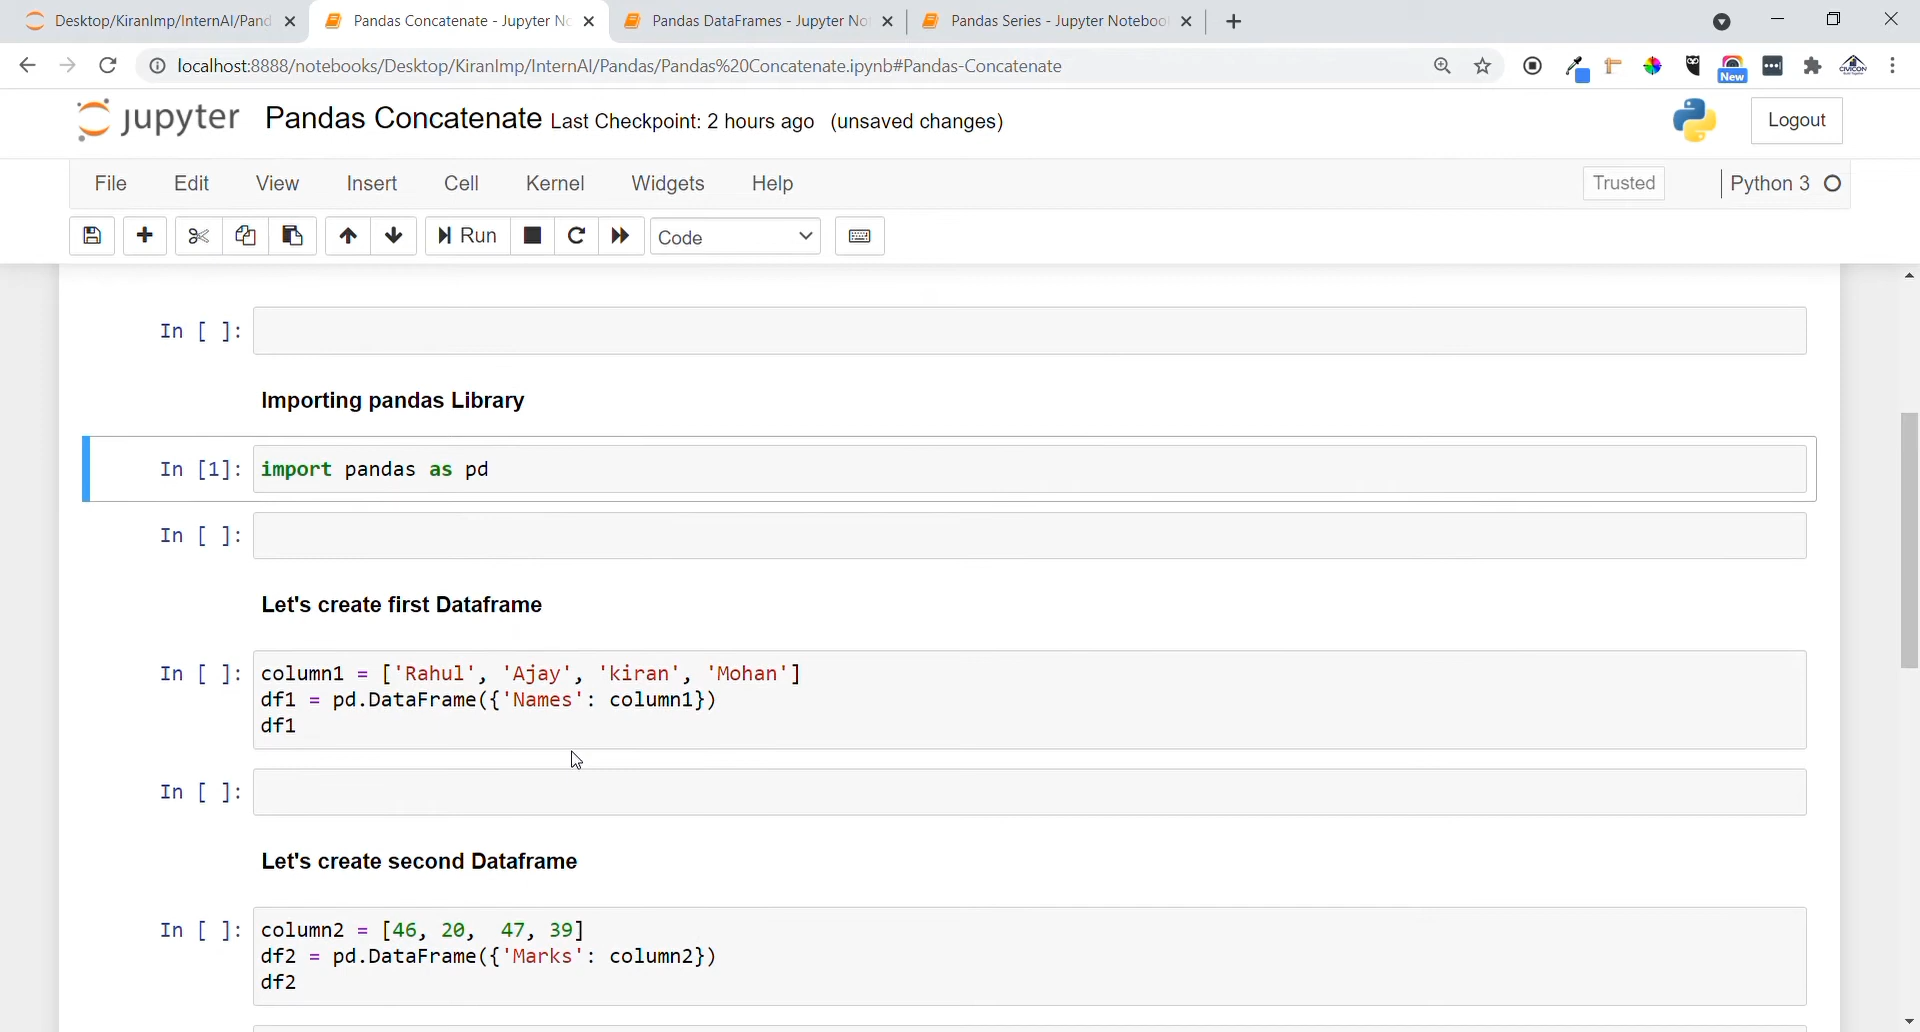 Desktop/KiranImp/InternAI/Pand
Pandas Concatenate - Jupyter No
Pandas DataFrames - Jupyter No
Pandas Series - Jupyter Noteboo
localhost:8888/notebooks/Desktop/KiranImp/InternAI/Pandas/Pandas%20Concatenate.ipynb#Pandas-Concatenate
New
CIVICON
jupyter Pandas Concatenate Last Checkpoint: 2 hours ago (unsaved changes)
Logout
File Edit View Insert Cell Kernel Widgets Help
Trusted
Python 3
Run
Code
In [ ]:
Importing pandas Library
In [1]: import pandas as pd
In [ ]:
Let's create first Dataframe
In [ ]: column1 = ['Rahul', 'Ajay', 'kiran', 'Mohan']
df1 = pd.DataFrame({'Names': column1})
df1
In [ ]:
Let's create second Dataframe
In [ ]: column2 = [46, 20, 47, 39]
df2 = pd.DataFrame({'Marks': column2})
df2